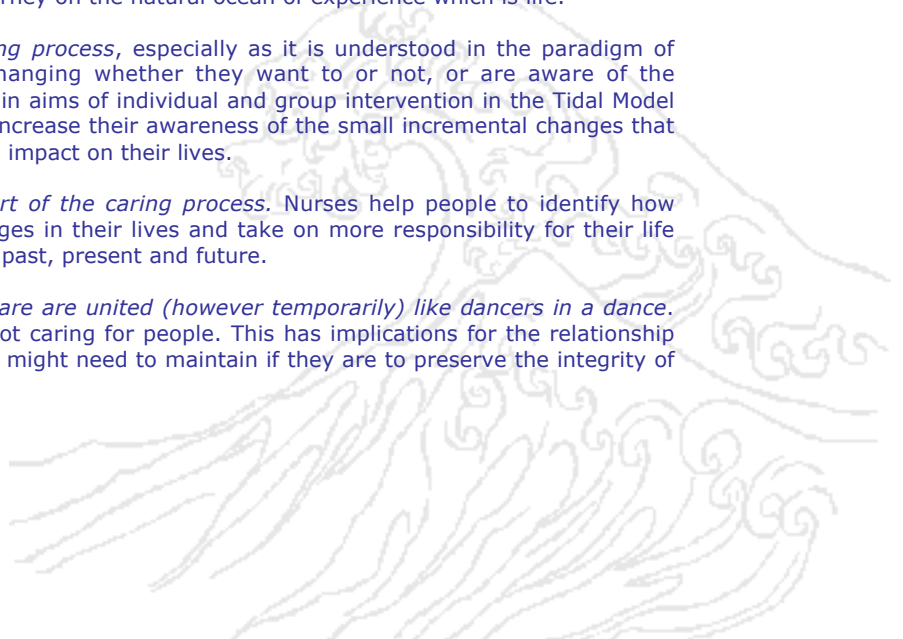 ney on the natural ocean of experience which is life.
ng process, especially as it is understood in the paradigm of
hanging whether they want to or not, or are aware of the
in aims of individual and group intervention in the Tidal Model
increase their awareness of the small incremental changes that
impact on their lives.
rt of the caring process. Nurses help people to identify how
ges in their lives and take on more responsibility for their life
past, present and future.
are are united (however temporarily) like dancers in a dance.
ot caring for people. This has implications for the relationship
might need to maintain if they are to preserve the integrity of